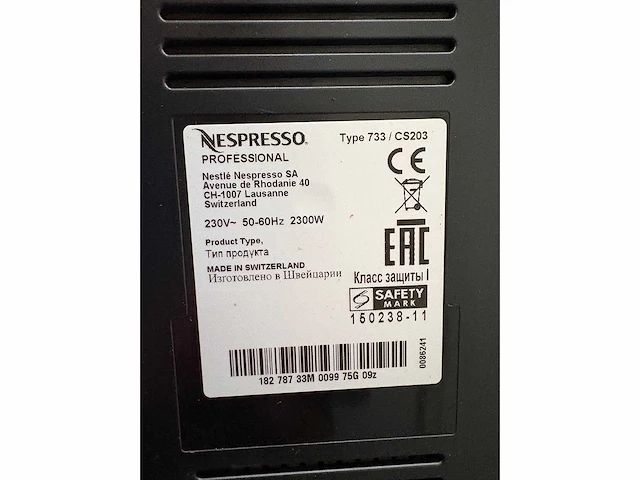 NESPRESSO.
PROFESSIONAL
Type 733 / CS203
Nestlé Nespresso SA
Avenue de Rhodanie 40
CH-1007 Lausanne
Switzerland
230V~ 50-60Hz 2300W
Product Type,
Тип продукта
MADE IN SWITZERLAND
Изготовлено в Швейцарии
CE
EAC
Класс защиты I
SAFETY
MARK
150238-11
0086241
182 787 33M 0099 75G 09z